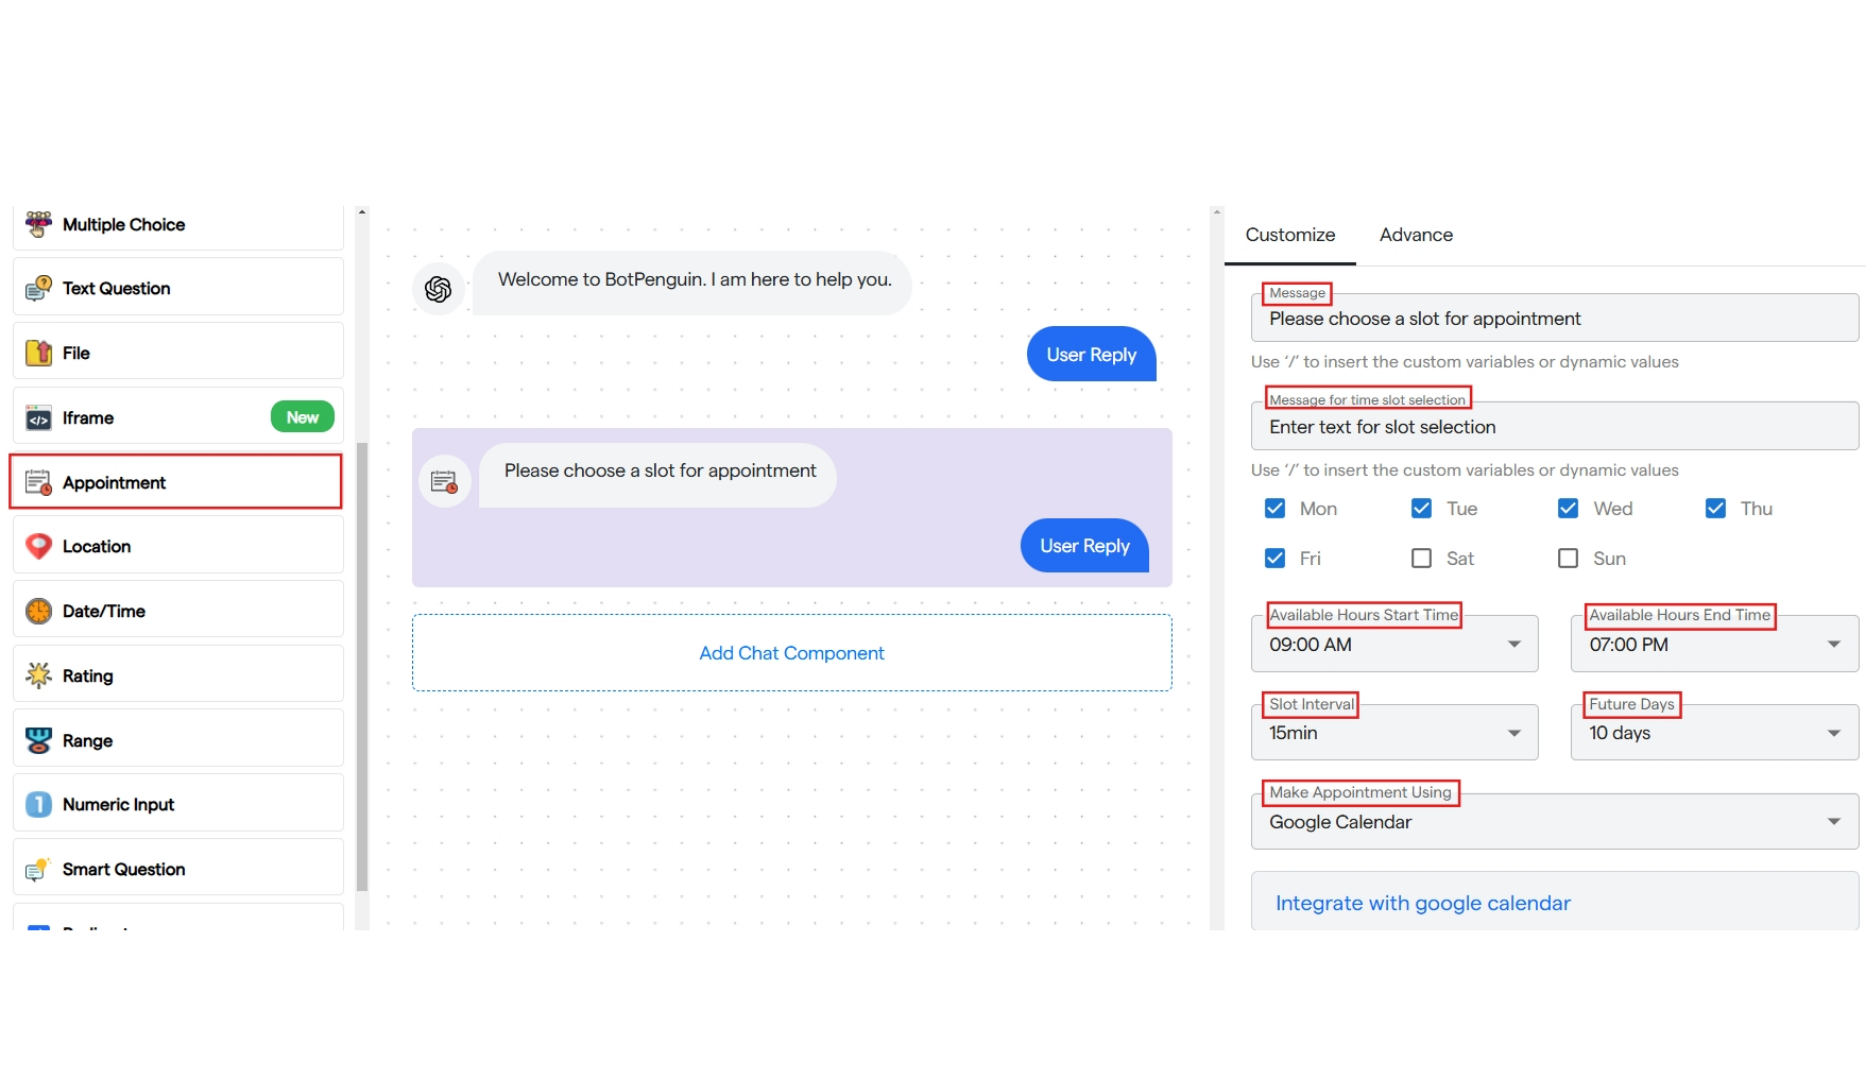 Multiple Choice
Text Question
File
Iframe
New
Appointment
Location
Date/Time
Rating
Range
1
Numeric Input
Smart Question
Welcome to BotPenguin. I am here to help you.
User Reply
Please choose a slot for appointment
User Reply
Add Chat Component
Customize
Advance
Message
Please choose a slot for appointment
Use ‘/’ to insert the custom variables or dynamic values
Message for time slot selection
Enter text for slot selection
Use ‘/’ to insert the custom variables or dynamic values
Mon Tue Wed Thu
Fri Sat Sun
Available Hours Start Time
09:00 AM
Available Hours End Time
07:00 PM
Slot Interval
15min
Future Days
10 days
Make Appointment Using
Google Calendar
Integrate with google calendar